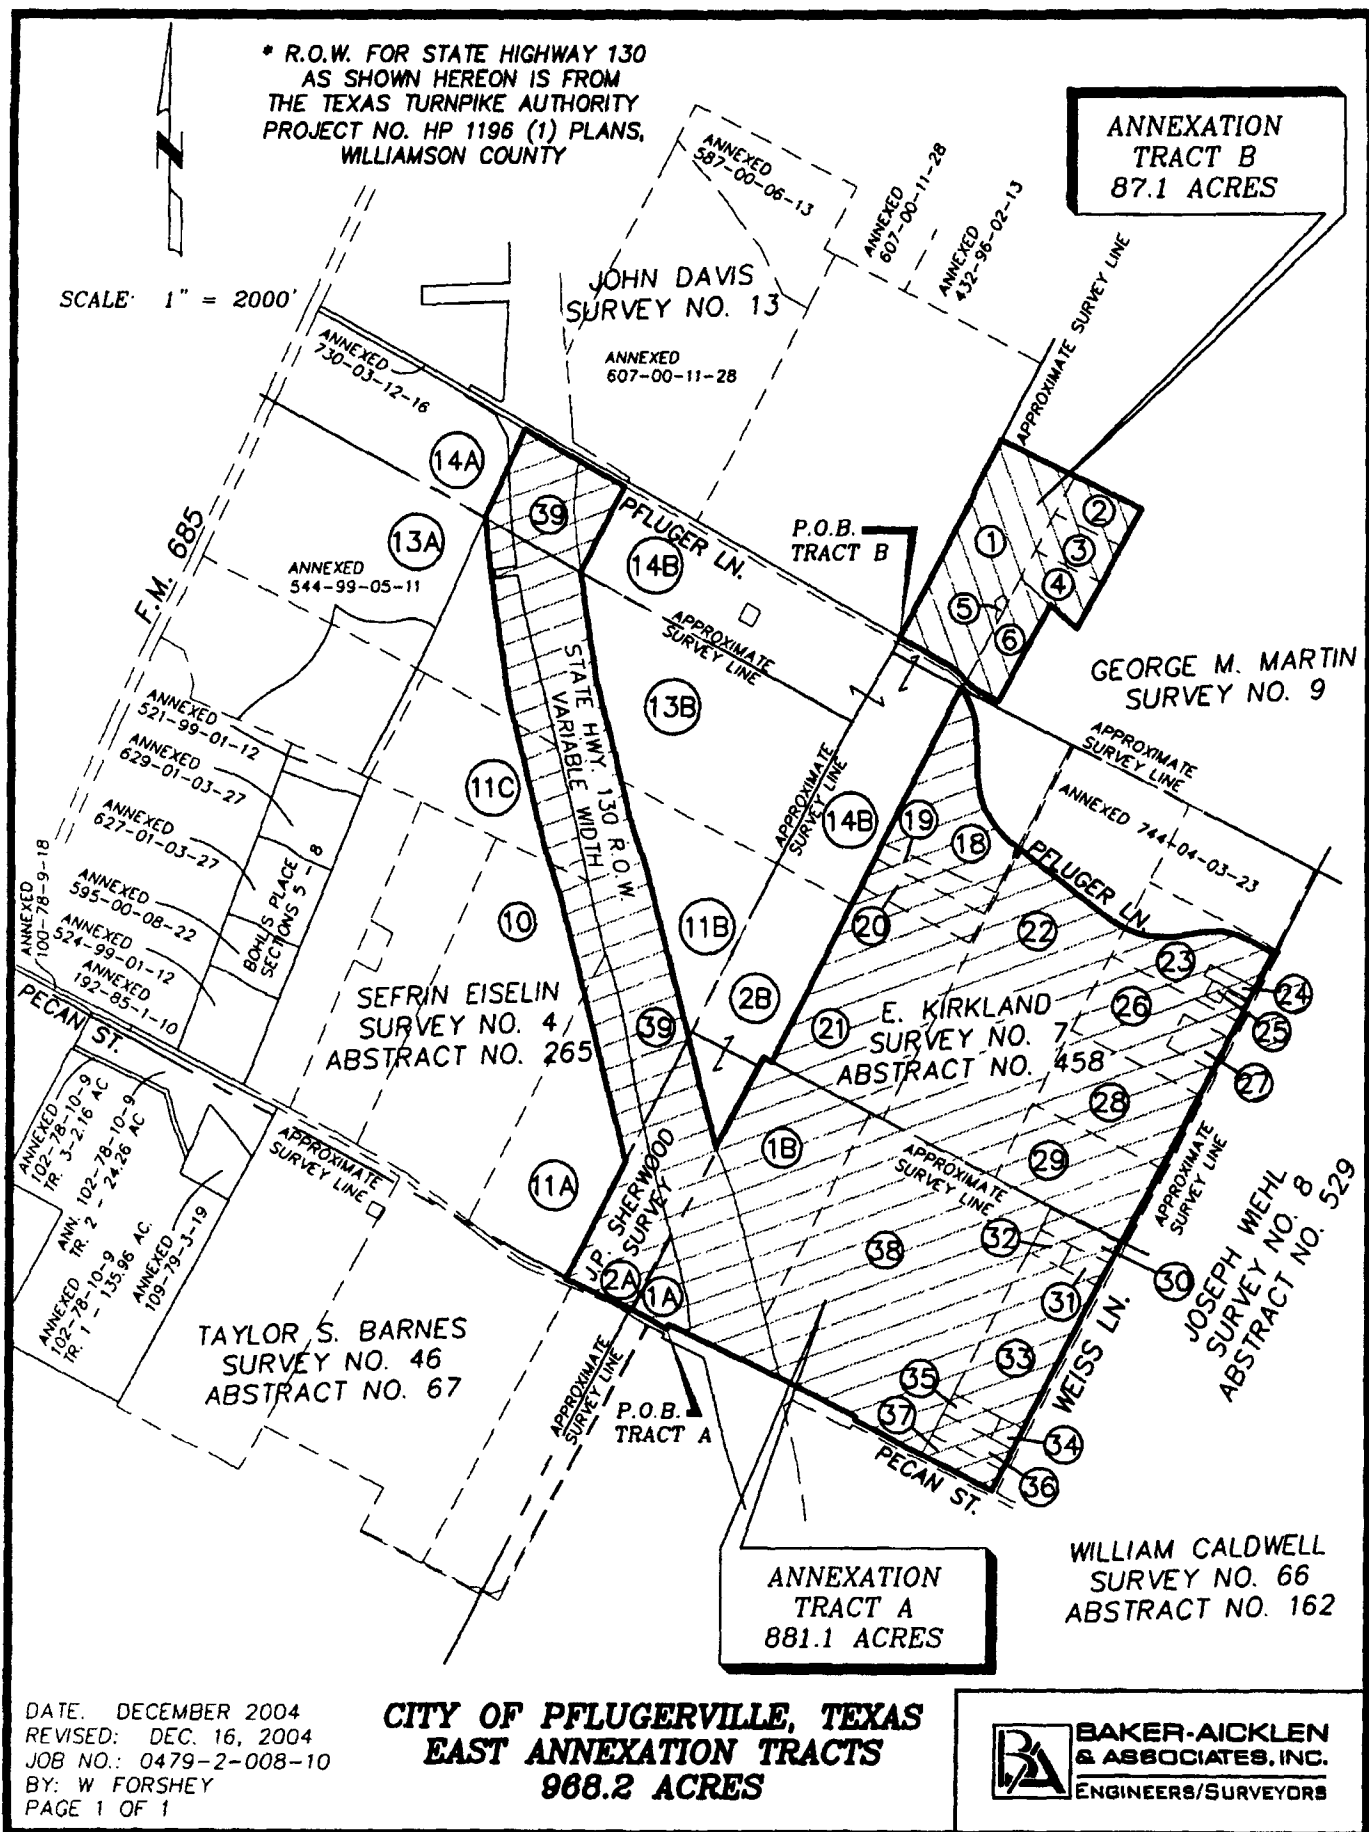 * R.O.W. FOR STATE HIGHWAY 130
AS SHOWN HEREON IS FROM
THE TEXAS TURNPIKE AUTHORITY
PROJECT NO. HP 1196 (1) PLANS,
WILLIAMSON COUNTY
ANNEXATION
TRACT B
87.1 ACRES
N
SCALE: 1" = 2000'
ANNEXED
587-00-06-13
ANNEXED
607-00-11-28
ANNEXED
432-96-02-13
APPROXIMATE SURVEY LINE
JOHN DAVIS
SURVEY NO. 13
ANNEXED
607-00-11-28
ANNEXED
730-03-12-16
14A
39
PFLUGER LN.
13A
14B
F.M. 685
ANNEXED
544-99-05-11
P.O.B.
TRACT B
1
2
3
4
5
6
APPROXIMATE
SURVEY LINE
GEORGE M. MARTIN
SURVEY NO. 9
STATE HWY. 130 R.O.W.
VARIABLE WIDTH
13B
ANNEXED
521-99-01-12
ANNEXED
629-01-03-27
ANNEXED
627-01-03-27
ANNEXED
595-00-08-22
ANNEXED
524-99-01-12
ANNEXED
192-85-1-10
ANNEXED
100-78-9-18
BOHLS PLACE
SECTIONS 5 - 8
11C
APPROXIMATE
SURVEY LINE
14B
19
18
APPROXIMATE
SURVEY LINE
ANNEXED 744-04-03-23
PFLUGER LN.
10
11B
20
22
23
24
25
26
27
PECAN ST.
SEFRIN EISELIN
SURVEY NO. 4
ABSTRACT NO. 265
39
2B
21
E. KIRKLAND
SURVEY NO. 7
ABSTRACT NO. 458
28
29
ANNEXED
102-78-10-9
TR. 3-2.16 AC
ANN. 102-78-10-9
TR. 2 - 24.26 AC
ANNEXED
102-78-10-9
TR. 1 - 135.96 AC.
ANNEXED
109-79-3-19
APPROXIMATE
SURVEY LINE
11A
J.P. SHERWOOD
SURVEY
1B
APPROXIMATE
SURVEY LINE
APPROXIMATE
SURVEY LINE
JOSEPH WIEHL
SURVEY NO. 8
ABSTRACT NO. 529
2A
1A
38
32
30
31
WEISS LN.
33
35
37
34
36
TAYLOR S. BARNES
SURVEY NO. 46
ABSTRACT NO. 67
APPROXIMATE
SURVEY LINE
P.O.B.
TRACT A
PECAN ST.
ANNEXATION
TRACT A
881.1 ACRES
WILLIAM CALDWELL
SURVEY NO. 66
ABSTRACT NO. 162
DATE. DECEMBER 2004
REVISED: DEC. 16, 2004
JOB NO.: 0479-2-008-10
BY: W FORSHEY
PAGE 1 OF 1
CITY OF PFLUGERVILLE, TEXAS
EAST ANNEXATION TRACTS
968.2 ACRES
BA
BAKER-AICKLEN
& ASSOCIATES, INC.
ENGINEERS/SURVEYORS